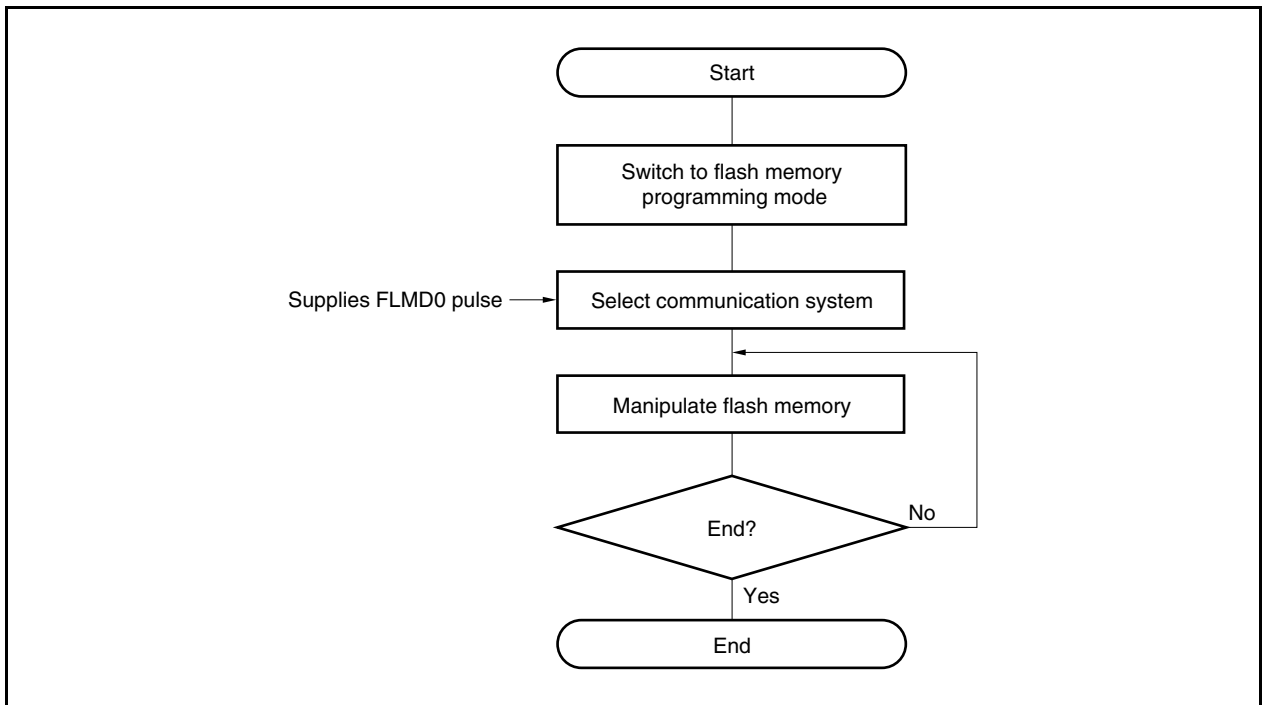 Start
Switch to flash memory
programming mode
Supplies FLMD0 pulse
Select communication system
Manipulate flash memory
End?
No
Yes
End